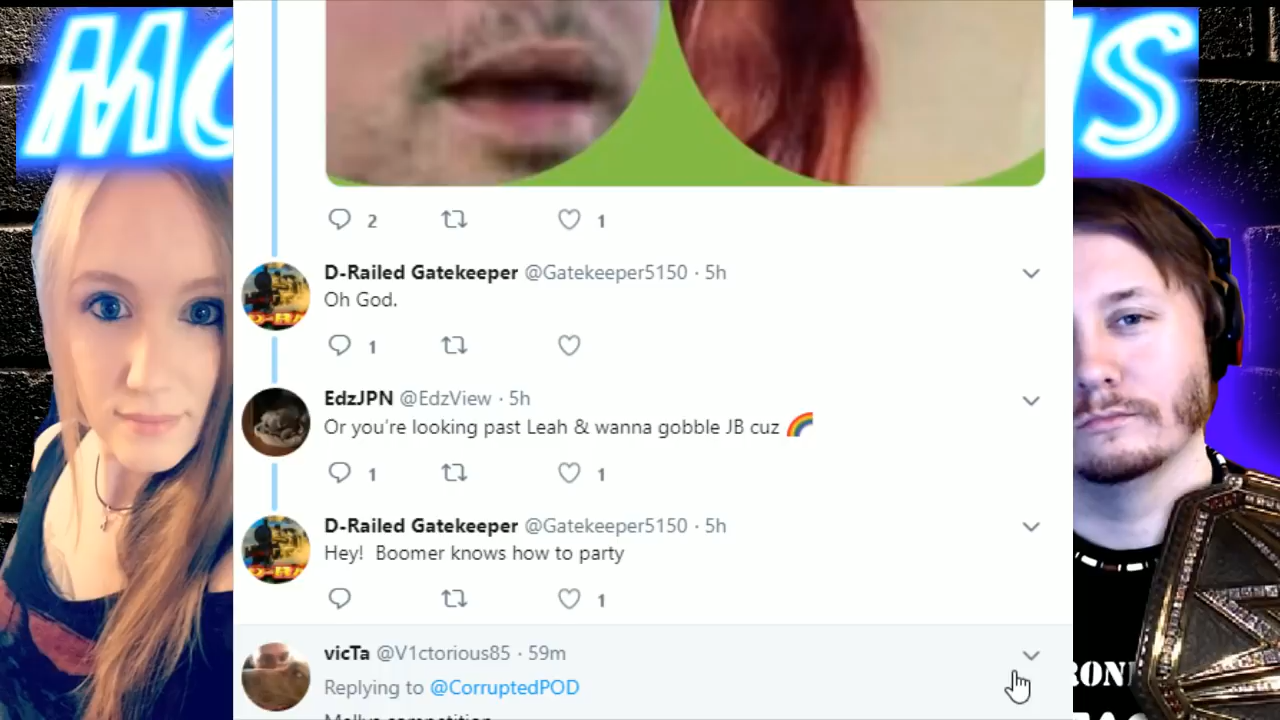 2 1
D-Railed Gatekeeper @Gatekeeper5150 · 5h
Oh God.
1
EdzJPN @EdzView · 5h
Or you're looking past Leah & wanna gobble JB cuz 🌈
1 1
D-Railed Gatekeeper @Gatekeeper5150 · 5h
Hey! Boomer knows how to party
1
vicTa @V1ctorious85 · 59m
Replying to @CorruptedPOD